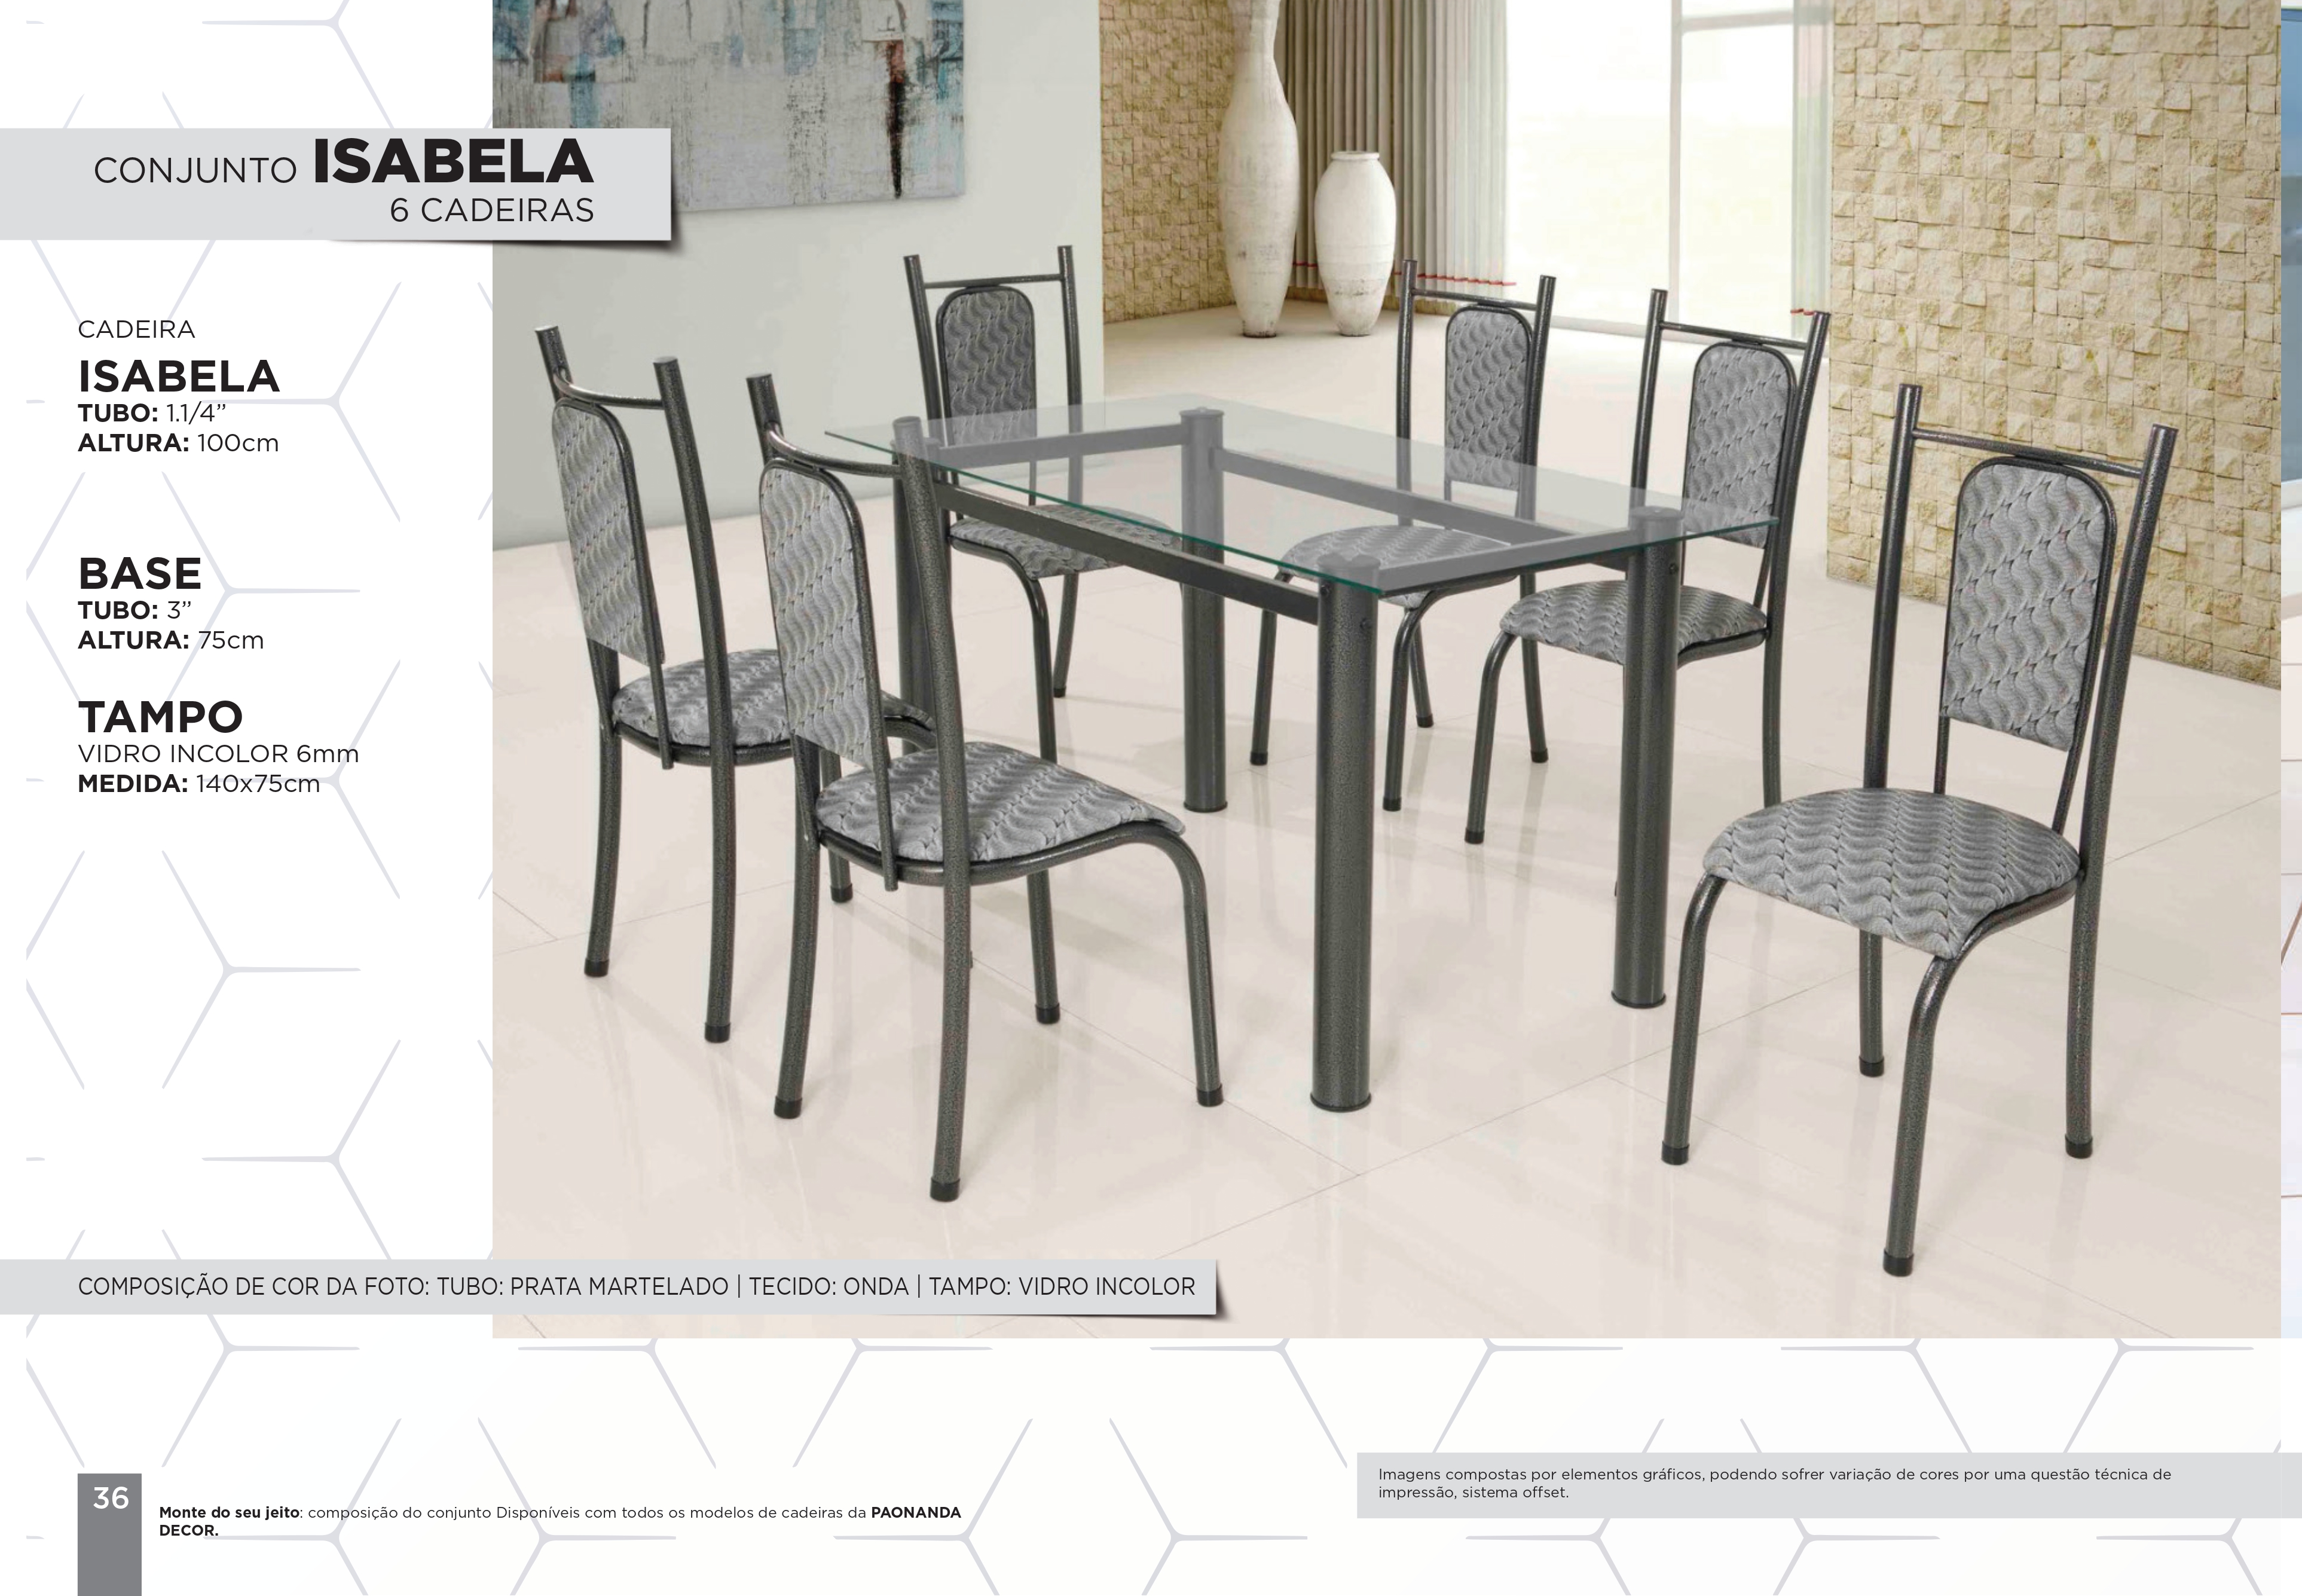 CONJUNTO ISABELA
6 CADEIRAS
CADEIRA
ISABELA
TUBO: 1.1/4”
ALTURA: 100cm
BASE
TUBO: 3”
ALTURA: 75cm
TAMPO
VIDRO INCOLOR 6mm
MEDIDA: 140x75cm
COMPOSIÇÃO DE COR DA FOTO: TUBO: PRATA MARTELADO | TECIDO: ONDA | TAMPO: VIDRO INCOLOR
36
Monte do seu jeito: composição do conjunto Disponíveis com todos os modelos de cadeiras da PAONANDA
DECOR.
Imagens compostas por elementos gráficos, podendo sofrer variação de cores por uma questão técnica de
impressão, sistema offset.